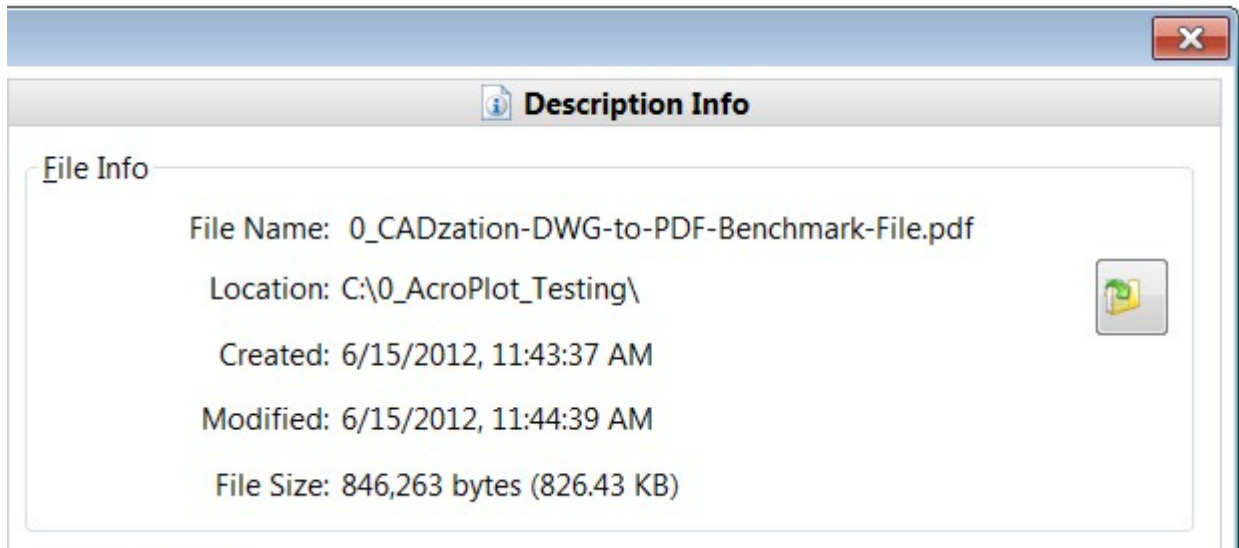 Description Info
File Info
File Name: 0_CADzation-DWG-to-PDF-Benchmark-File.pdf
Location: C:\0_AcroPlot_Testing\
Created: 6/15/2012, 11:43:37 AM
Modified: 6/15/2012, 11:44:39 AM
File Size: 846,263 bytes (826.43 KB)